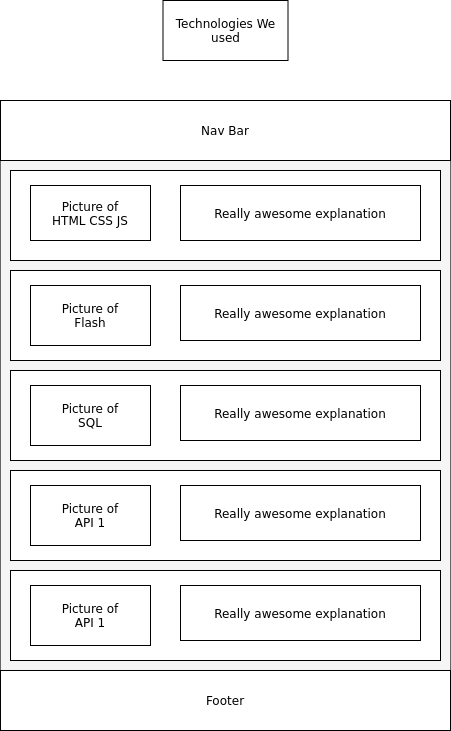 Technologies We
used
Nav Bar
Picture of
HTML CSS JS
Really awesome explanation
Picture of
Flash
Really awesome explanation
Picture of
SQL
Really awesome explanation
Picture of
API 1
Really awesome explanation
Picture of
API 1
Really awesome explanation
Footer